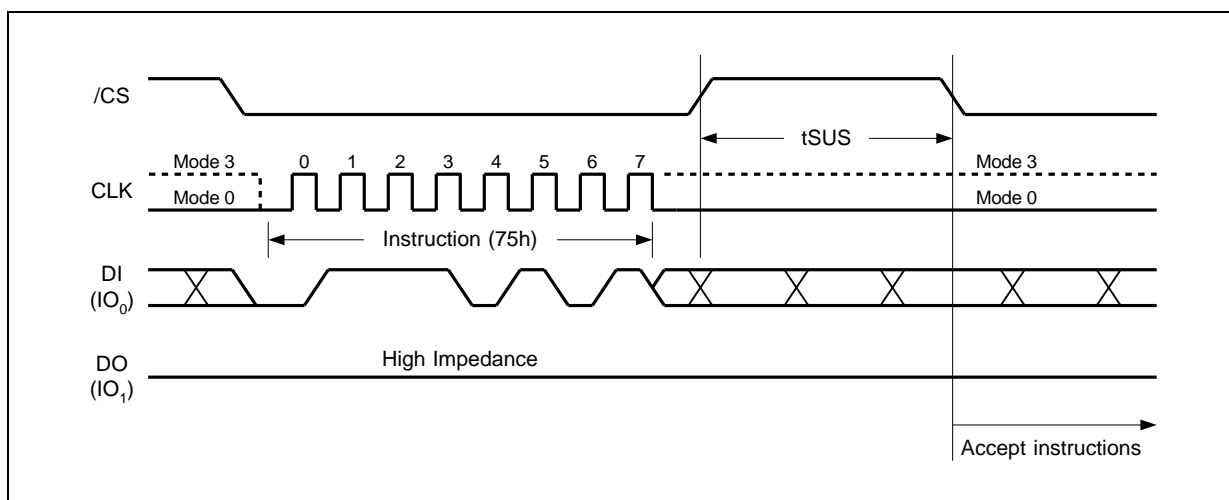 /CS
tSUS
Mode 3 0 1 2 3 4 5 6 7 Mode 3
CLK
Mode 0 Mode 0
Instruction (75h)
DI
(IO0)
High Impedance
DO
(IO1)
Accept instructions